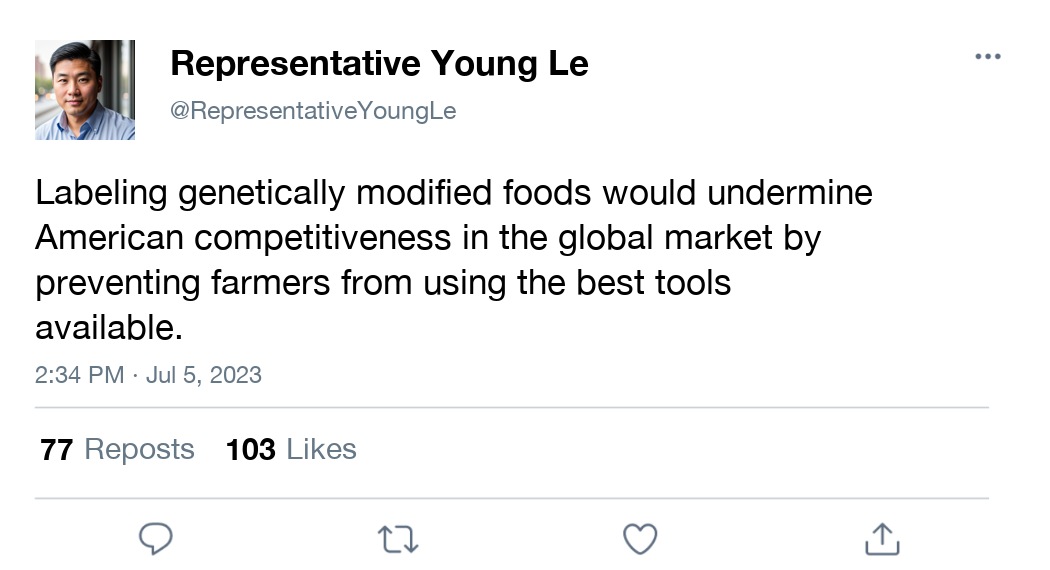 Representative Young Le
@RepresentativeYoungLe
Labeling genetically modified foods would undermine
American competitiveness in the global market by
preventing farmers from using the best tools
available.
2:34 PM · Jul 5, 2023
77 Reposts 103 Likes